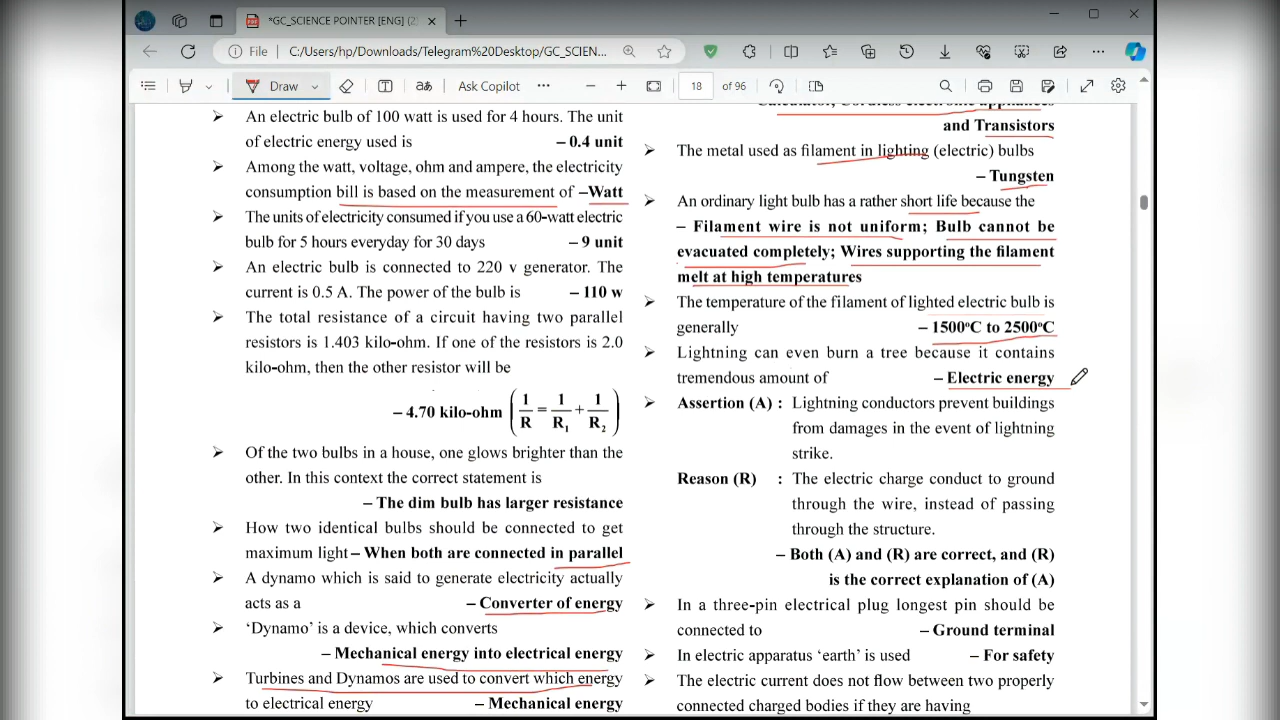 *GC_SCIENCE POINTER [ENG] (2)
File
C:/Users/hp/Downloads/Telegram%20Desktop/GC_SCIEN...
Draw
aあ
Ask Copilot
18 of 96
➢ An electric bulb of 100 watt is used for 4 hours. The unit
of electric energy used is – 0.4 unit
➢ Among the watt, voltage, ohm and ampere, the electricity
consumption bill is based on the measurement of –Watt
➢ The units of electricity consumed if you use a 60-watt electric
bulb for 5 hours everyday for 30 days – 9 unit
➢ An electric bulb is connected to 220 v generator. The
current is 0.5 A. The power of the bulb is – 110 w
➢ The total resistance of a circuit having two parallel
resistors is 1.403 kilo-ohm. If one of the resistors is 2.0
kilo-ohm, then the other resistor will be
– 4.70 kilo-ohm (1/R = 1/R₁ + 1/R₂)
➢ Of the two bulbs in a house, one glows brighter than the
other. In this context the correct statement is
– The dim bulb has larger resistance
➢ How two identical bulbs should be connected to get
maximum light – When both are connected in parallel
➢ A dynamo which is said to generate electricity actually
acts as a – Converter of energy
➢ ‘Dynamo’ is a device, which converts
– Mechanical energy into electrical energy
➢ Turbines and Dynamos are used to convert which energy
to electrical energy – Mechanical energy
Calculator, Cordless electronic appliances
and Transistors
➢ The metal used as filament in lighting (electric) bulbs
– Tungsten
➢ An ordinary light bulb has a rather short life because the
– Filament wire is not uniform; Bulb cannot be
evacuated completely; Wires supporting the filament
melt at high temperatures
➢ The temperature of the filament of lighted electric bulb is
generally – 1500°C to 2500°C
➢ Lightning can even burn a tree because it contains
tremendous amount of – Electric energy
➢ Assertion (A) : Lightning conductors prevent buildings
from damages in the event of lightning
strike.
Reason (R) : The electric charge conduct to ground
through the wire, instead of passing
through the structure.
– Both (A) and (R) are correct, and (R)
is the correct explanation of (A)
➢ In a three-pin electrical plug longest pin should be
connected to – Ground terminal
➢ In electric apparatus ‘earth’ is used – For safety
➢ The electric current does not flow between two properly
connected charged bodies if they are having